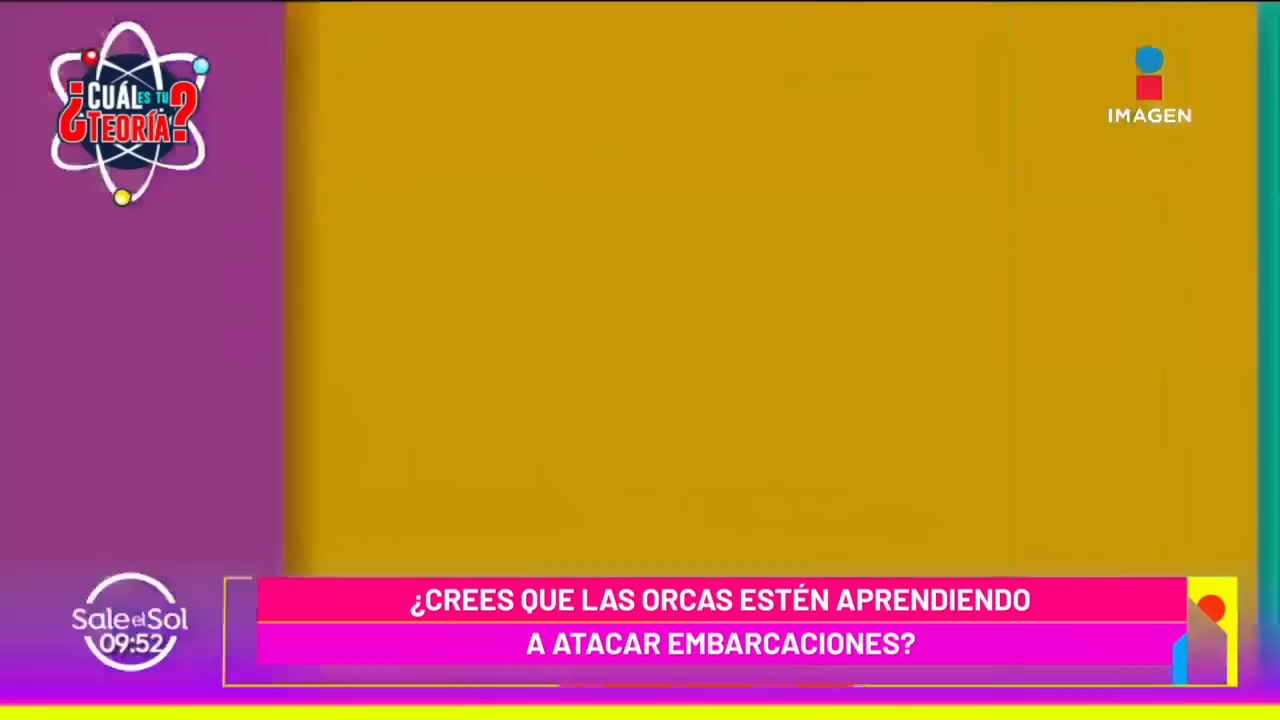 ¿CUÁL ES TU
TEORÍA?
IMAGEN
¿CREES QUE LAS ORCAS ESTÉN APRENDIENDO
A ATACAR EMBARCACIONES?
Sale el Sol
09:52